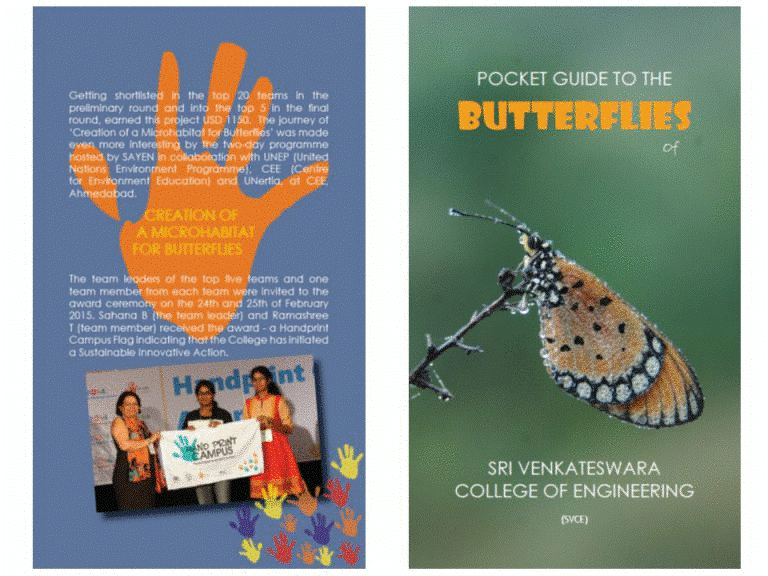 Getting shortlisted in the top 20 teams in the
preliminary round and into the top 5 in the final
round, earned this project USD 1150. The journey of
'Creation of a Microhabitat for Butterflies' was made
even more interesting by the two-day programme
hosted by SAYEN in collaboration with UNEP (United
Nations Environment Programme), CEE (Centre
for Environment Education) and UNertia, at CEE,
Ahmedabad.
CREATION OF
A MICROHABITAT
FOR BUTTERFLIES
The team leaders of the top five teams and one
team member from each team were invited to the
award ceremony on the 24th and 25th of February
2015. Sahana B (the team leader) and Ramashree
T (team member) received the award - a Handprint
Campus Flag indicating that the College has initiated
a Sustainable Innovative Action.
Handprint
HAND PRINT
CAMPUS
POCKET GUIDE TO THE
BUTTERFLIES
of
SRI VENKATESWARA
COLLEGE OF ENGINEERING
(SVCE)